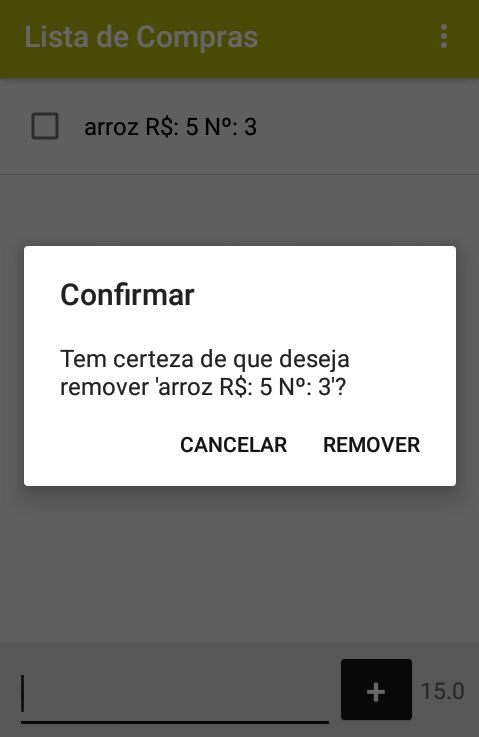 Lista de Compras
arroz R$: 5 Nº: 3
Confirmar
Tem certeza de que deseja
remover 'arroz R$: 5 Nº: 3'?
CANCELAR REMOVER
+ 15.0